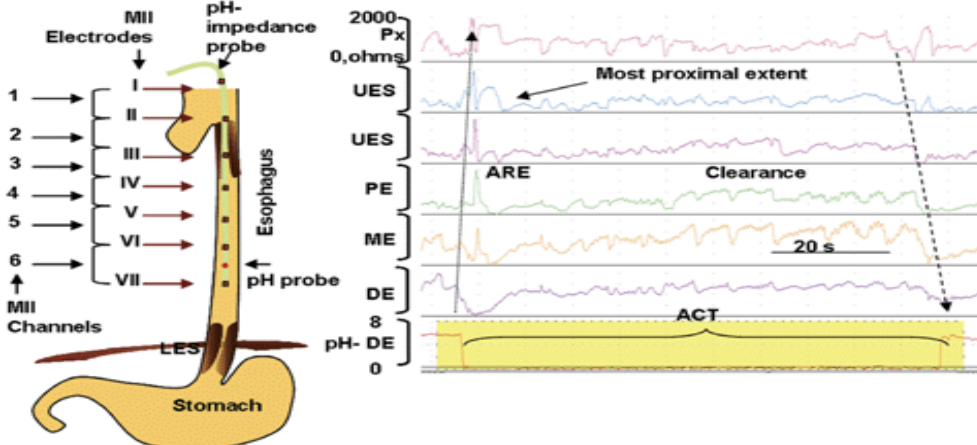 MII
Electrodes
pH-
impedance
probe
I
1
II
2
III
3
IV
4
V
5
VI
6
VII
MII
Channels
Esophagus
pH probe
LES
Stomach
2000
Px
0,ohms
UES
Most proximal extent
UES
PE
ARE
Clearance
ME
20 s
DE
ACT
8
pH- DE
0